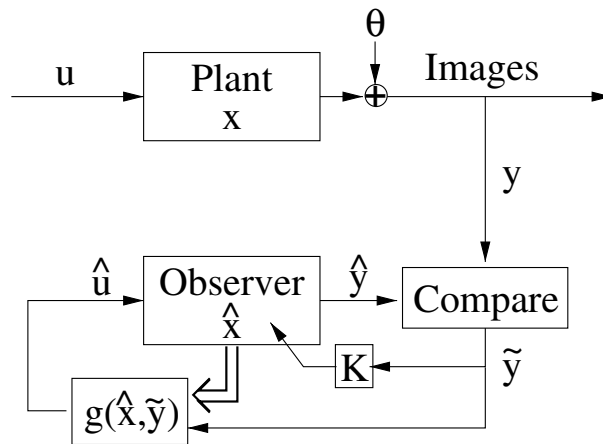 θ
u
Plant
x
+
Images
y
û
Observer
x̂
ŷ
Compare
K
ỹ
g(x̂,ỹ)